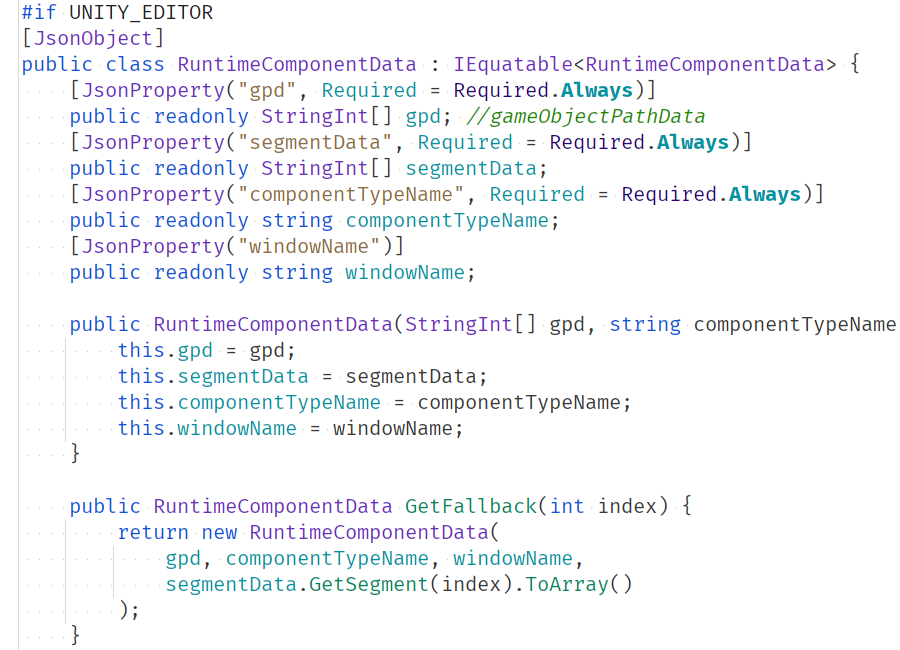 #if UNITY_EDITOR
[JsonObject]
public class RuntimeComponentData : IEquatable<RuntimeComponentData> {
    [JsonProperty("gpd", Required = Required.Always)]
    public readonly StringInt[] gpd; //gameObjectPathData
    [JsonProperty("segmentData", Required = Required.Always)]
    public readonly StringInt[] segmentData;
    [JsonProperty("componentTypeName", Required = Required.Always)]
    public readonly string componentTypeName;
    [JsonProperty("windowName")]
    public readonly string windowName;

    public RuntimeComponentData(StringInt[] gpd, string componentTypeName
        this.gpd = gpd;
        this.segmentData = segmentData;
        this.componentTypeName = componentTypeName;
        this.windowName = windowName;
    }

    public RuntimeComponentData GetFallback(int index) {
        return new RuntimeComponentData(
            gpd, componentTypeName, windowName,
            segmentData.GetSegment(index).ToArray()
        );
    }